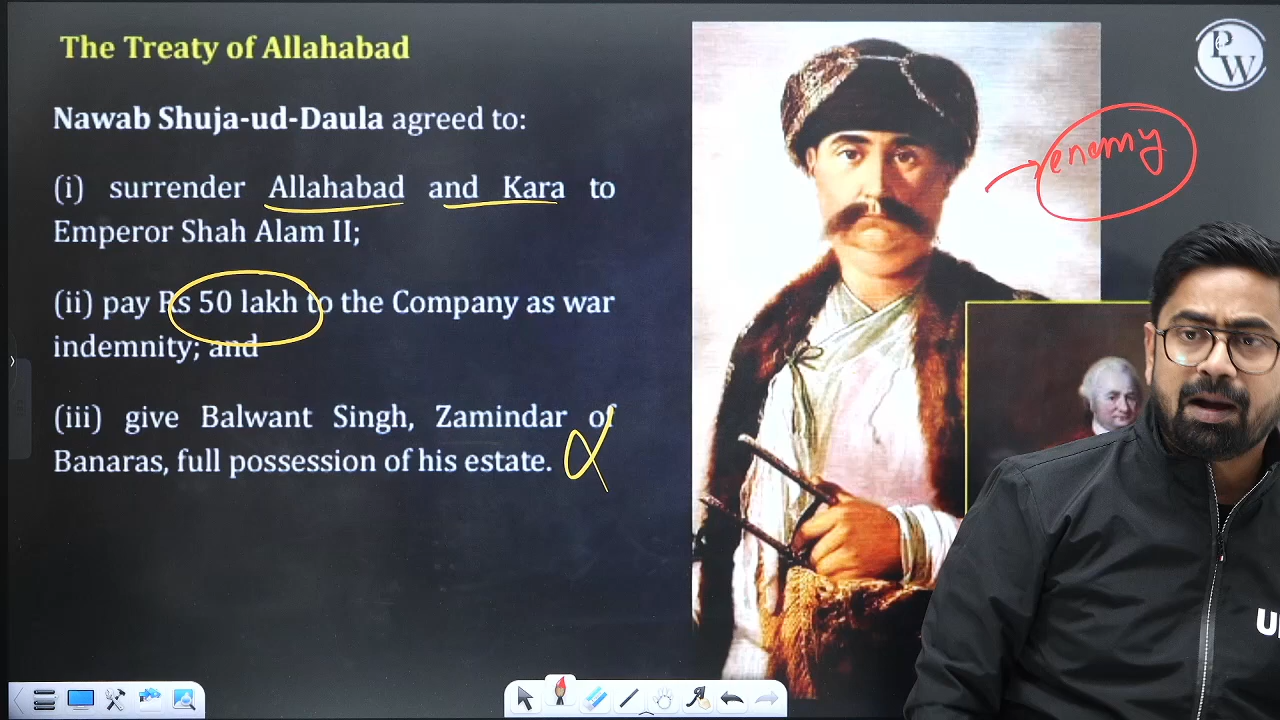 The Treaty of Allahabad
Nawab Shuja-ud-Daula agreed to:
(i) surrender Allahabad and Kara to
Emperor Shah Alam II;
(ii) pay Rs 50 lakh to the Company as war
indemnity; and
(iii) give Balwant Singh, Zamindar of
Banaras, full possession of his estate.
enemy
PW